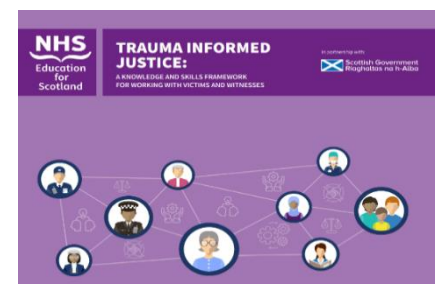 NHS
Education
for
Scotland
TRAUMA INFORMED
JUSTICE:
A KNOWLEDGE AND SKILLS FRAMEWORK
FOR WORKING WITH VICTIMS AND WITNESSES
In partnership with
Scottish Government
Riaghaltas na h-Alba